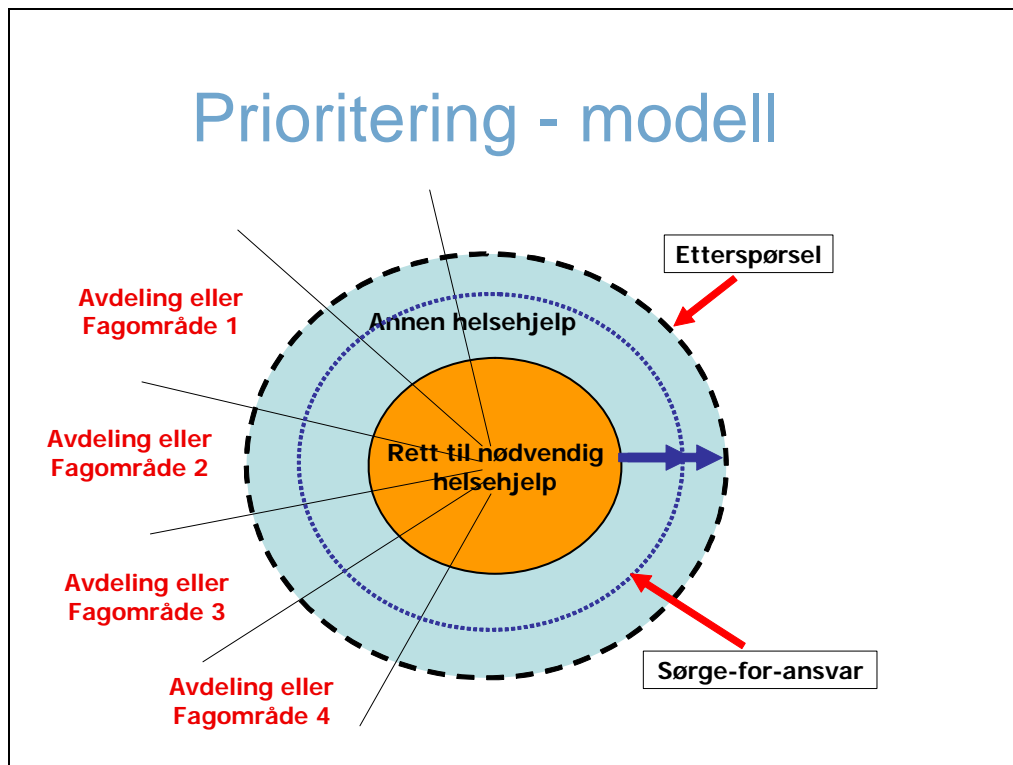 Prioritering - modell
Etterspørsel
Avdeling eller
Fagområde 1
Annen helsehjelp
Avdeling eller
Fagområde 2
Rett til nødvendig
helsehjelp
Avdeling eller
Fagområde 3
Sørge-for-ansvar
Avdeling eller
Fagområde 4